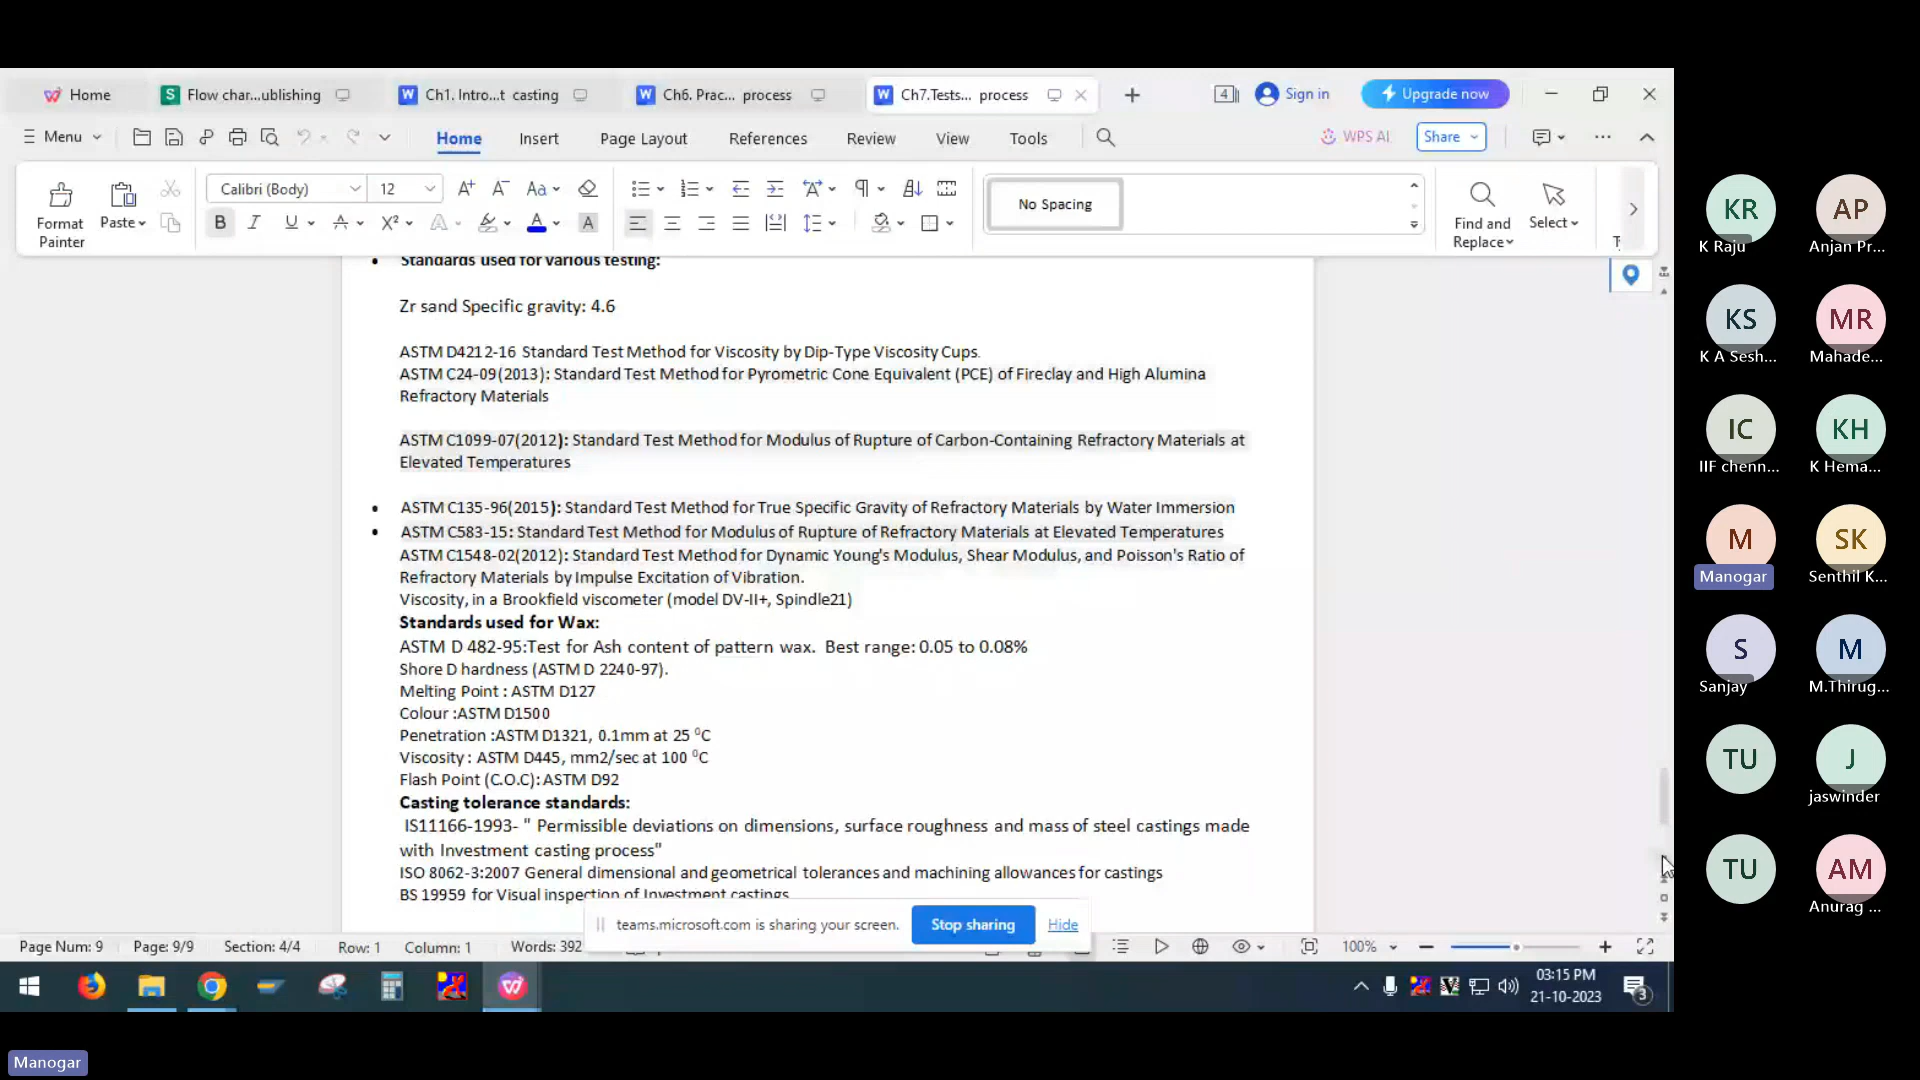 Home
Flow char...ublishing
Ch1. Intro...t casting
Ch6. Prac... process
Ch7.Tests... process
4
Sign in
Upgrade now
Menu
Home
Insert
Page Layout
References
Review
View
Tools
WPS AI
Share
Format Painter
Paste
Calibri (Body)
12
No Spacing
Find and Replace
Select
• Standards used for various testing:
Zr sand Specific gravity: 4.6
ASTM D4212-16 Standard Test Method for Viscosity by Dip-Type Viscosity Cups.
ASTM C24-09(2013): Standard Test Method for Pyrometric Cone Equivalent (PCE) of Fireclay and High Alumina
Refractory Materials
ASTM C1099-07(2012): Standard Test Method for Modulus of Rupture of Carbon-Containing Refractory Materials at
Elevated Temperatures
• ASTM C135-96(2015): Standard Test Method for True Specific Gravity of Refractory Materials by Water Immersion
• ASTM C583-15: Standard Test Method for Modulus of Rupture of Refractory Materials at Elevated Temperatures
ASTM C1548-02(2012): Standard Test Method for Dynamic Young's Modulus, Shear Modulus, and Poisson's Ratio of
Refractory Materials by Impulse Excitation of Vibration.
Viscosity, in a Brookfield viscometer (model DV-II+, Spindle21)
Standards used for Wax:
ASTM D 482-95:Test for Ash content of pattern wax. Best range: 0.05 to 0.08%
Shore D hardness (ASTM D 2240-97).
Melting Point : ASTM D127
Colour :ASTM D1500
Penetration :ASTM D1321, 0.1mm at 25 ⁰C
Viscosity : ASTM D445, mm2/sec at 100 ⁰C
Flash Point (C.O.C): ASTM D92
Casting tolerance standards:
IS11166-1993- " Permissible deviations on dimensions, surface roughness and mass of steel castings made
with Investment casting process"
ISO 8062-3:2007 General dimensional and geometrical tolerances and machining allowances for castings
BS 19959 for Visual inspection of Investment castings
teams.microsoft.com is sharing your screen.
Stop sharing
Hide
Page Num: 9
Page: 9/9
Section: 4/4
Row: 1
Column: 1
Words: 392
100%
03:15 PM
21-10-2023
3
KR
K Raju
AP
Anjan Pr...
KS
K A Sesh...
MR
Mahade...
IC
IIF chenn...
KH
K Hema...
M
Manogar
SK
Senthil K...
S
Sanjay
M
M.Thirug...
TU
J
jaswinder
TU
AM
Anurag ...
Manogar